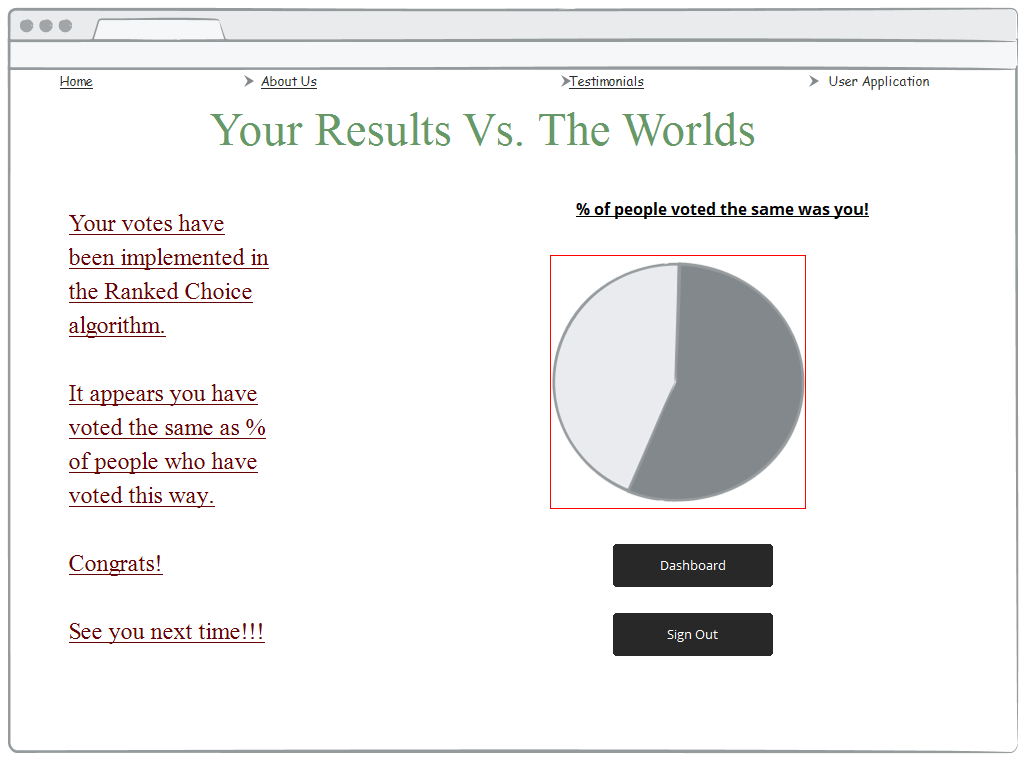 Home About Us Testimonials User Application
Your Results Vs. The Worlds
% of people voted the same was you!
Your votes have
been implemented in
the Ranked Choice
algorithm.
It appears you have
voted the same as %
of people who have
voted this way.
Congrats!
See you next time!!!
Dashboard
Sign Out